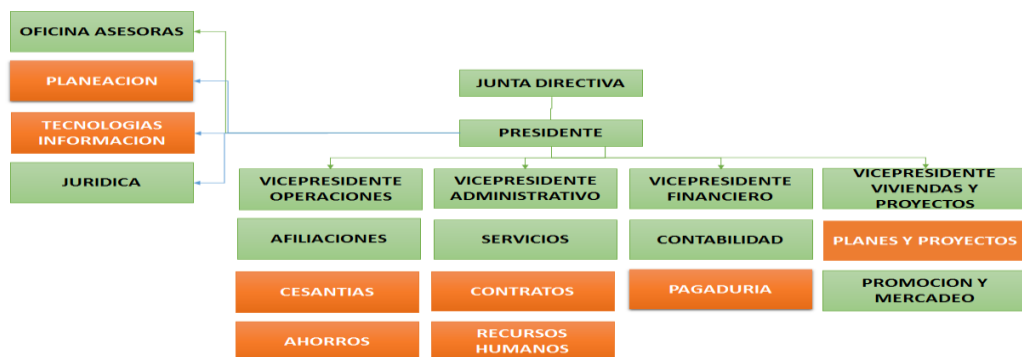 OFICINA ASESORAS
PLANEACION
TECNOLOGIAS
INFORMACION
JURIDICA
JUNTA DIRECTIVA
PRESIDENTE
VICEPRESIDENTE
OPERACIONES
AFILIACIONES
CESANTIAS
AHORROS
VICEPRESIDENTE
ADMINISTRATIVO
SERVICIOS
CONTRATOS
RECURSOS
HUMANOS
VICEPRESIDENTE
FINANCIERO
CONTABILIDAD
PAGADURIA
VICEPRESIDENTE
VIVIENDAS Y
PROYECTOS
PLANES Y PROYECTOS
PROMOCION Y
MERCADEO